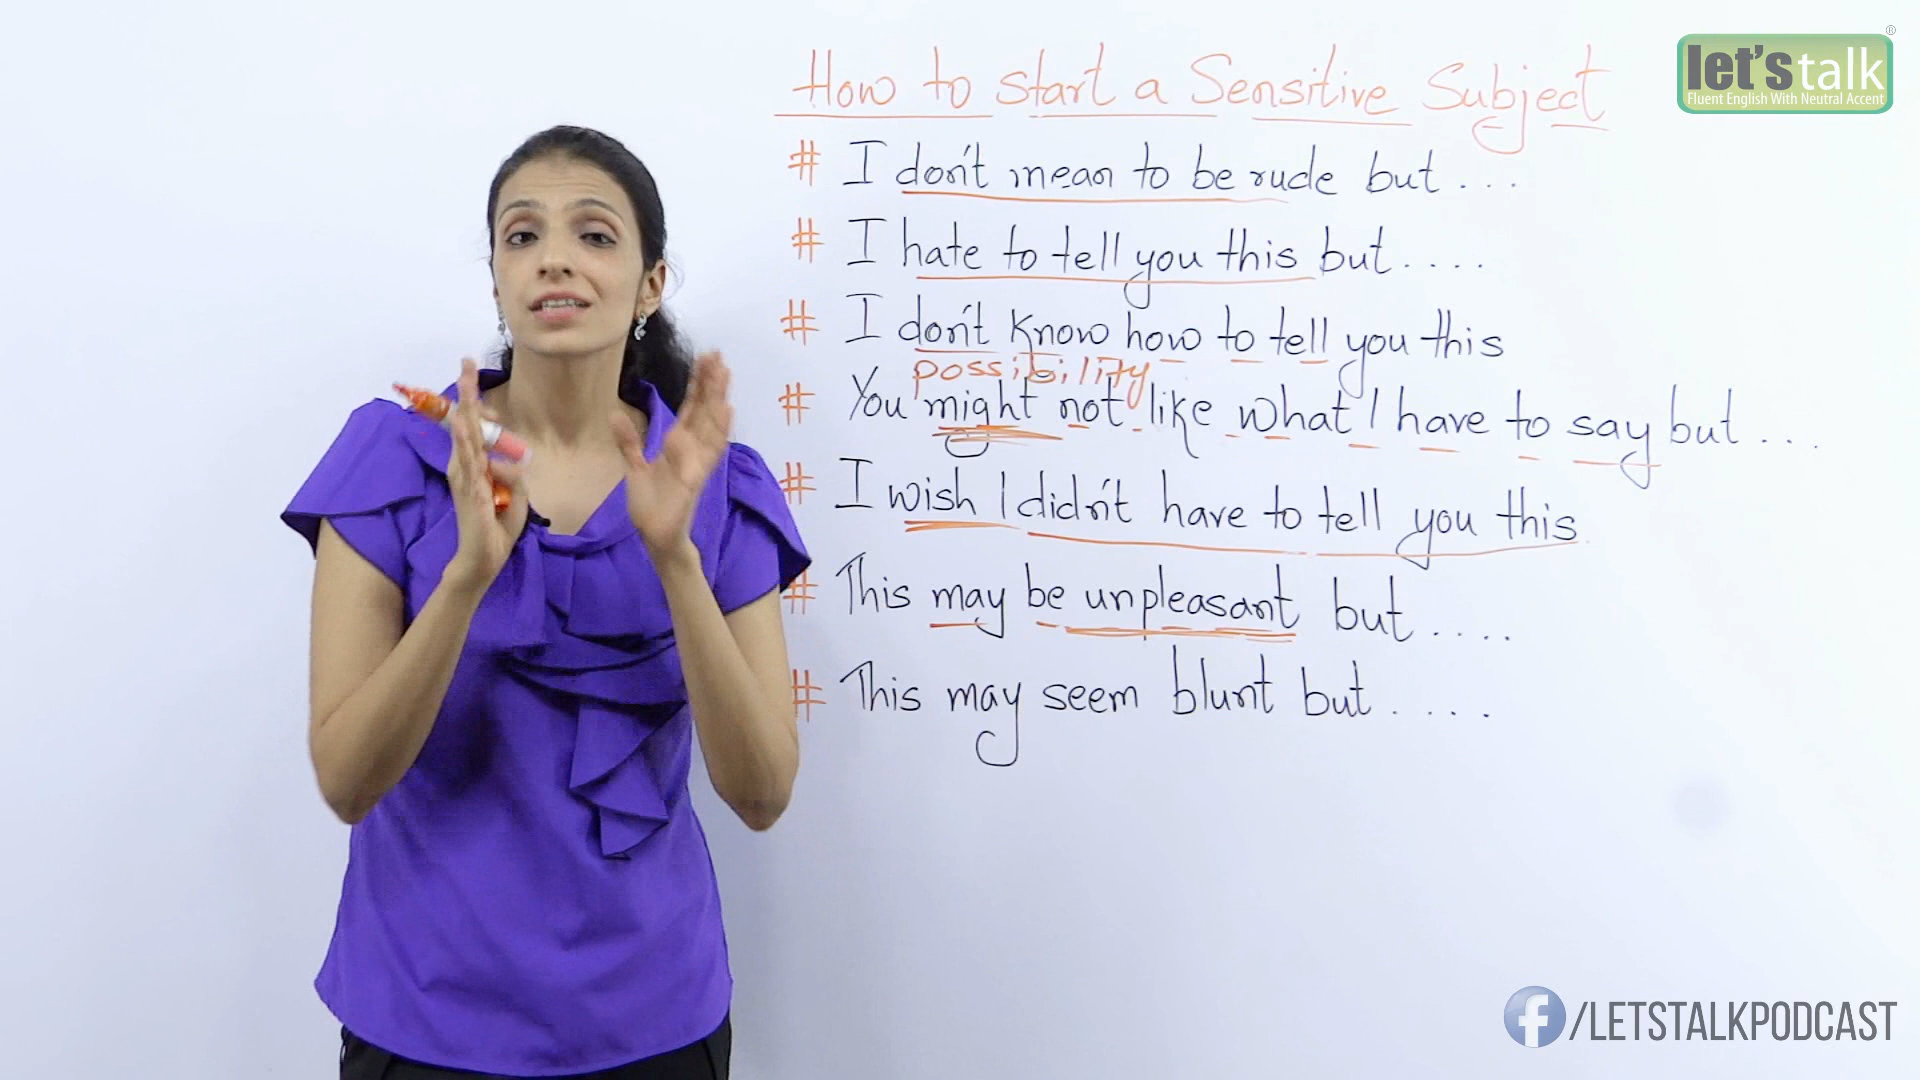 How to start a Sensitive Subject
# I don't mean to be rude but...
# I hate to tell you this but....
# I don't know how to tell you this
possibility
# You might not like what I have to say but...
# I wish I didn't have to tell you this
# This may be unpleasant but....
# This may seem blunt but....
let's talk®
Fluent English With Neutral Accent
f/LETSTALKPODCAST